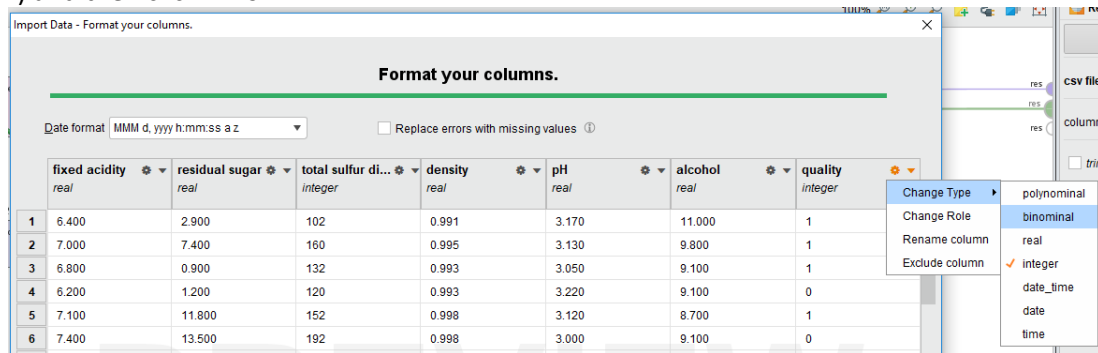 Import Data - Format your columns.
100%
Format your columns.
res
csv file
res
Date format MMM d, yyyy h:mm:ss a z
Replace errors with missing values
res
column
fixed acidity residual sugar total sulfur di... density pH alcohol quality
real real integer real real real integer
Change Type polynominal
1 6.400 2.900 102 0.991 3.170 11.000 1
Change Role binominal
2 7.000 7.400 160 0.995 3.130 9.800 1
Rename column real
3 6.800 0.900 132 0.993 3.050 9.100 1
Exclude column integer
4 6.200 1.200 120 0.993 3.220 9.100 0
date_time
5 7.100 11.800 152 0.998 3.120 8.700 1
date
6 7.400 13.500 192 0.998 3.000 9.100 0
time